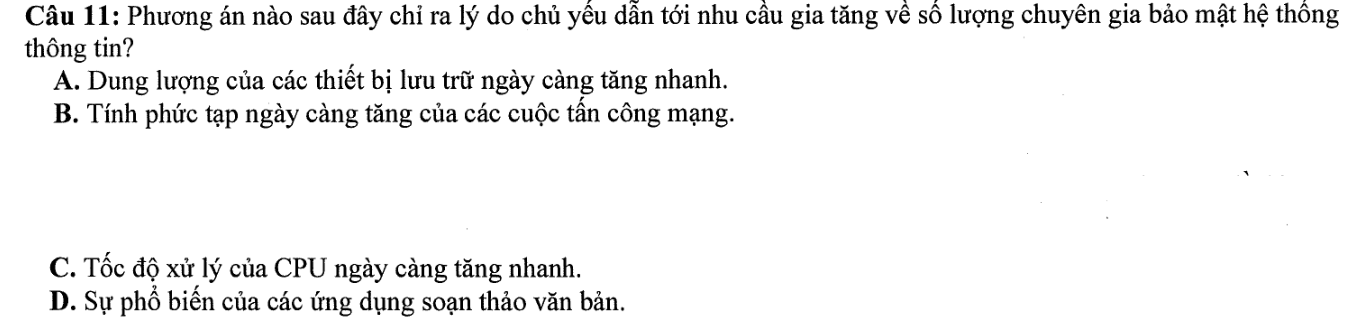 Câu 11: Phương án nào sau đây chỉ ra lý do chủ yếu dẫn tới nhu cầu gia tăng về số lượng chuyên gia bảo mật hệ thống
thông tin?
A. Dung lượng của các thiết bị lưu trữ ngày càng tăng nhanh.
B. Tính phức tạp ngày càng tăng của các cuộc tấn công mạng.
C. Tốc độ xử lý của CPU ngày càng tăng nhanh.
D. Sự phổ biến của các ứng dụng soạn thảo văn bản.